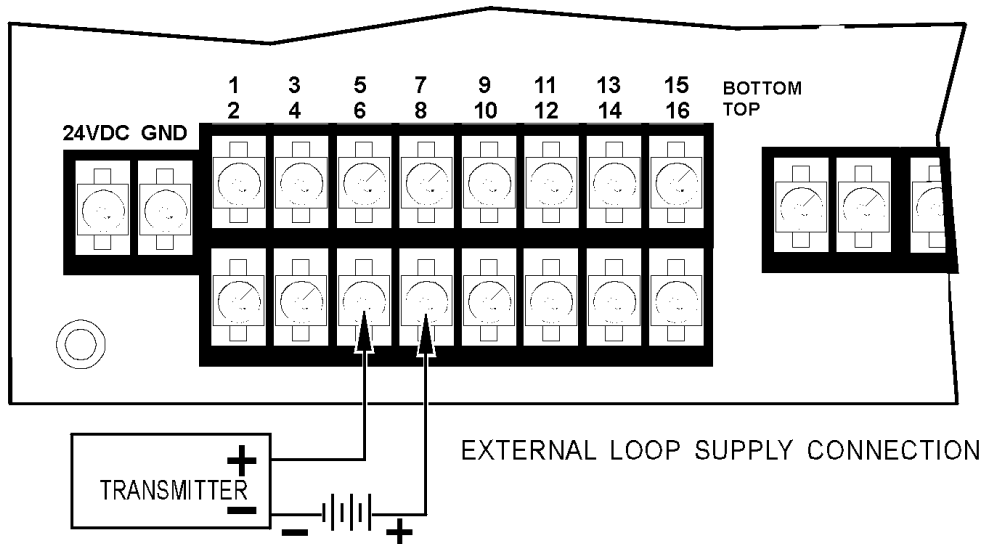 1 3 5 7 9 11 13 15 BOTTOM
2 4 6 8 10 12 14 16 TOP
24VDC GND
EXTERNAL LOOP SUPPLY CONNECTION
+
TRANSMITTER
−
− +